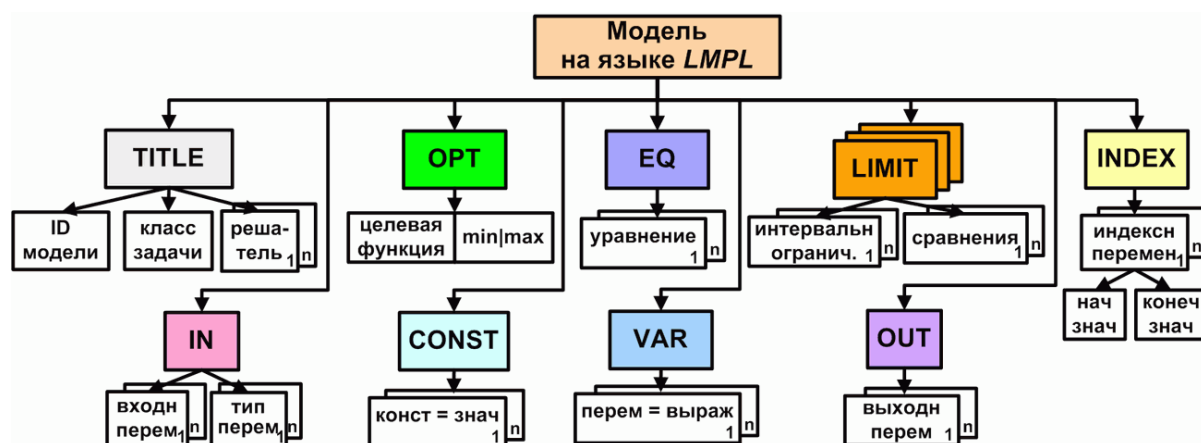 Модель
на языке LMPL
TITLE
OPT
EQ
LIMIT
INDEX
ID
модели
класс
задачи
реша-
тель
1 n
целевая
функция
min|max
уравнение
1 n
интервальн
огранич.
1 n
сравнения
1 n
индексн
перемен
1 n
нач
знач
конеч
знач
IN
CONST
VAR
OUT
входн
перем
1 n
тип
перем
1 n
конст = знач
1 n
перем = выраж
1 n
выходн
перем
1 n